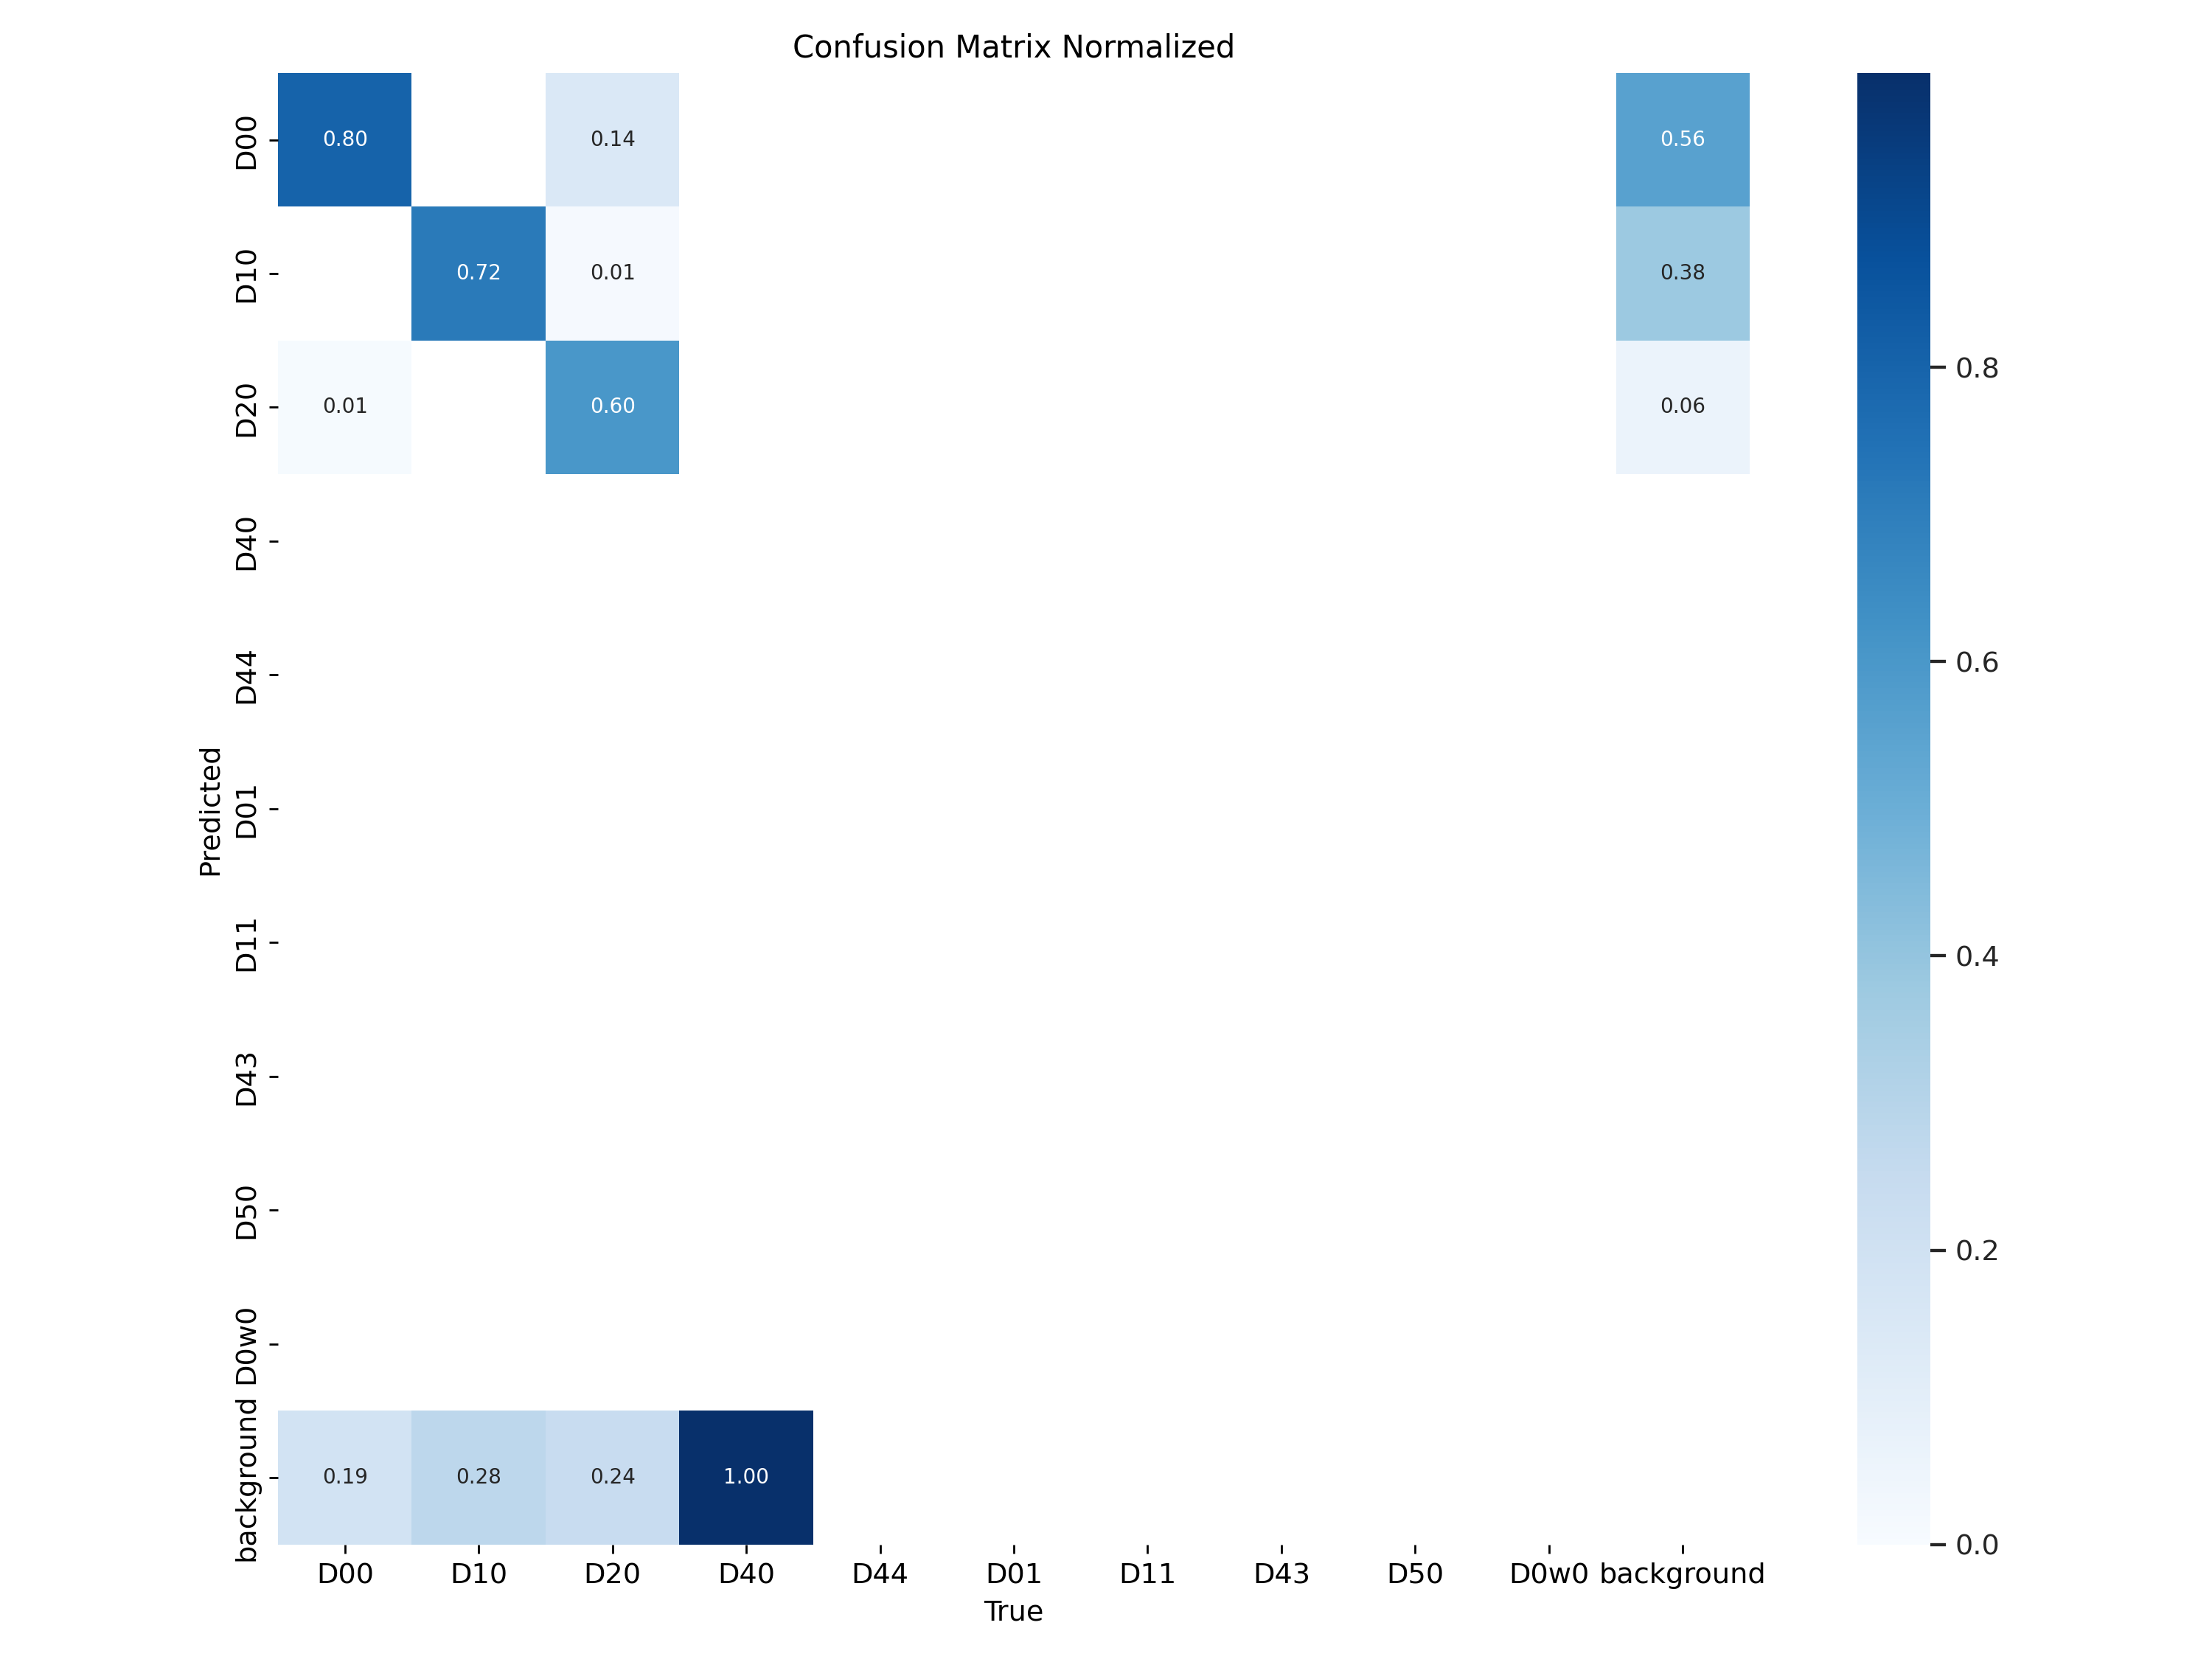 Confusion Matrix Normalized
D00
0.80
0.14
0.56
D10
0.72
0.01
0.38
D20
0.01
0.60
0.06
D40
D44
D01
D11
D43
D50
D0w0
background
0.19
0.28
0.24
1.00
Predicted
D00 D10 D20 D40 D44 D01 D11 D43 D50 D0w0 background
True
0.8
0.6
0.4
0.2
0.0